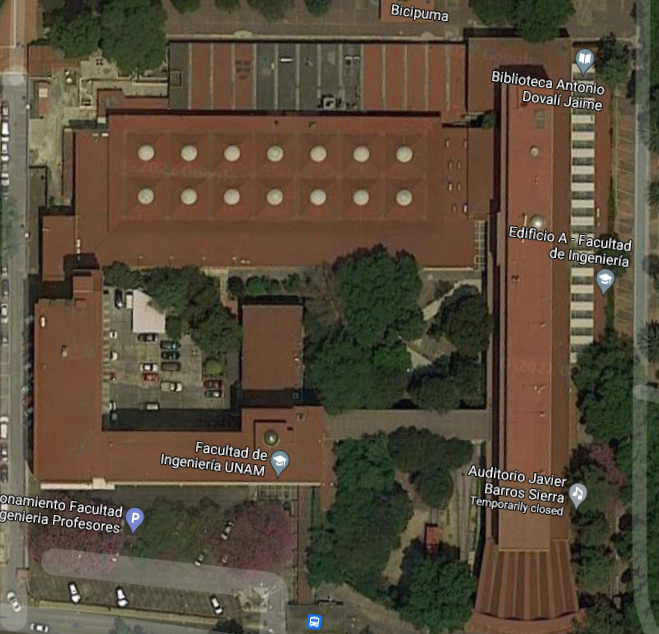 Bicipuma
Biblioteca Antonio
Dovalí Jaime
Edificio A - Facultad
de Ingeniería
Facultad de
Ingeniería UNAM
Auditorio Javier
Barros Sierra
Temporarily closed
onamiento Facultad
genieria Profesores
P